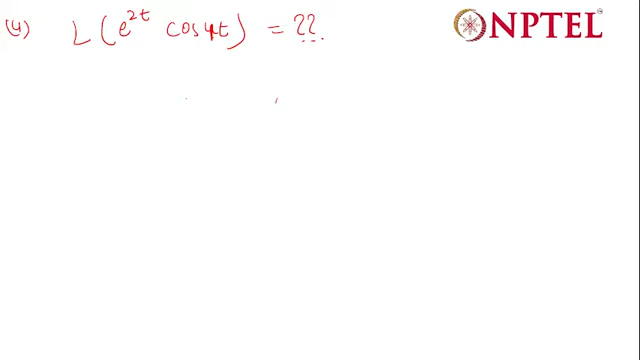 (4) L(e^{2t} cos4t) = ??.
NPTEL